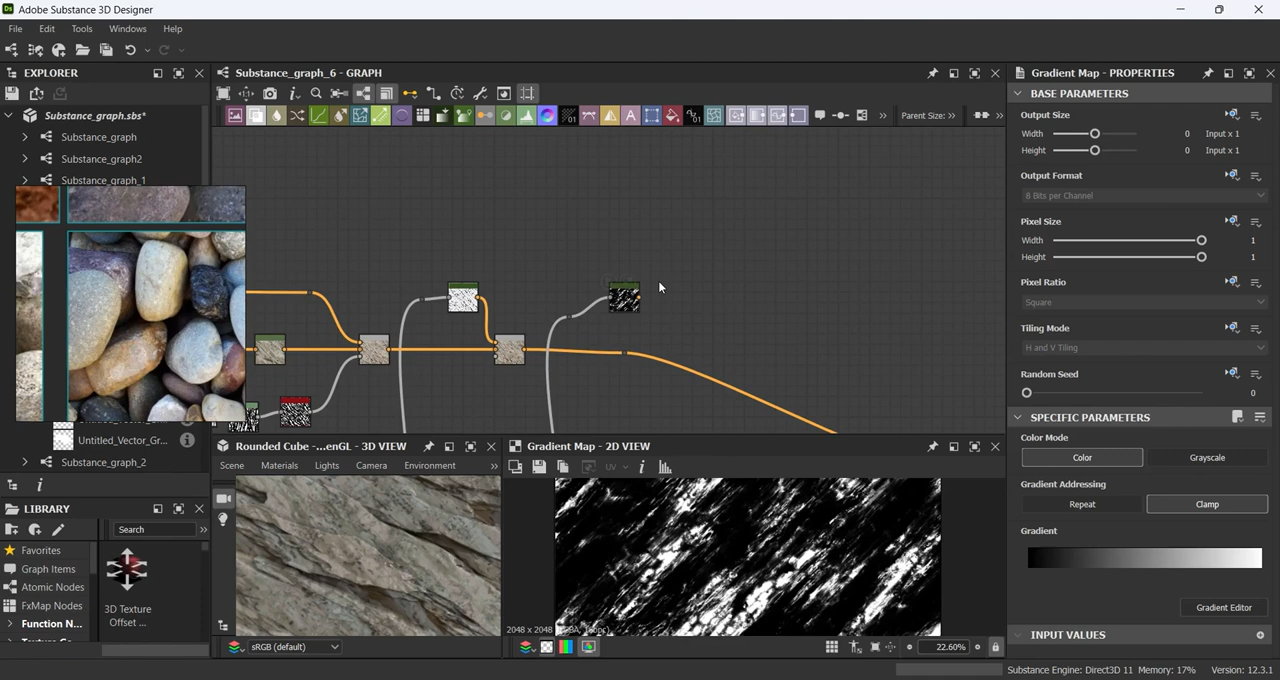 Adobe Substance 3D Designer
File Edit Tools Windows Help
EXPLORER
Substance_graph.sbs*
Substance_graph
Substance_graph2
Substance_graph_1
Untitled_Vector_Gr...
Substance_graph_2
LIBRARY
Search
Favorites
Graph Items
Atomic Nodes
FxMap Nodes
Function N...
3D Texture
Offset ...
Substance_graph_6 - GRAPH
Parent Size:
Rounded Cube -...enGL - 3D VIEW
Scene Materials Lights Camera Environment
sRGB (default)
Gradient Map - 2D VIEW
UV
2048 x 2048
22.60%
Gradient Map - PROPERTIES
BASE PARAMETERS
Output Size
Width 0 Input x 1
Height 0 Input x 1
Output Format
8 Bits per Channel
Pixel Size
Width 1
Height 1
Pixel Ratio
Square
Tiling Mode
H and V Tiling
Random Seed
0
SPECIFIC PARAMETERS
Color Mode
Color Grayscale
Gradient Addressing
Repeat Clamp
Gradient
Gradient Editor
INPUT VALUES
Substance Engine: Direct3D 11 Memory: 17% Version: 12.3.1